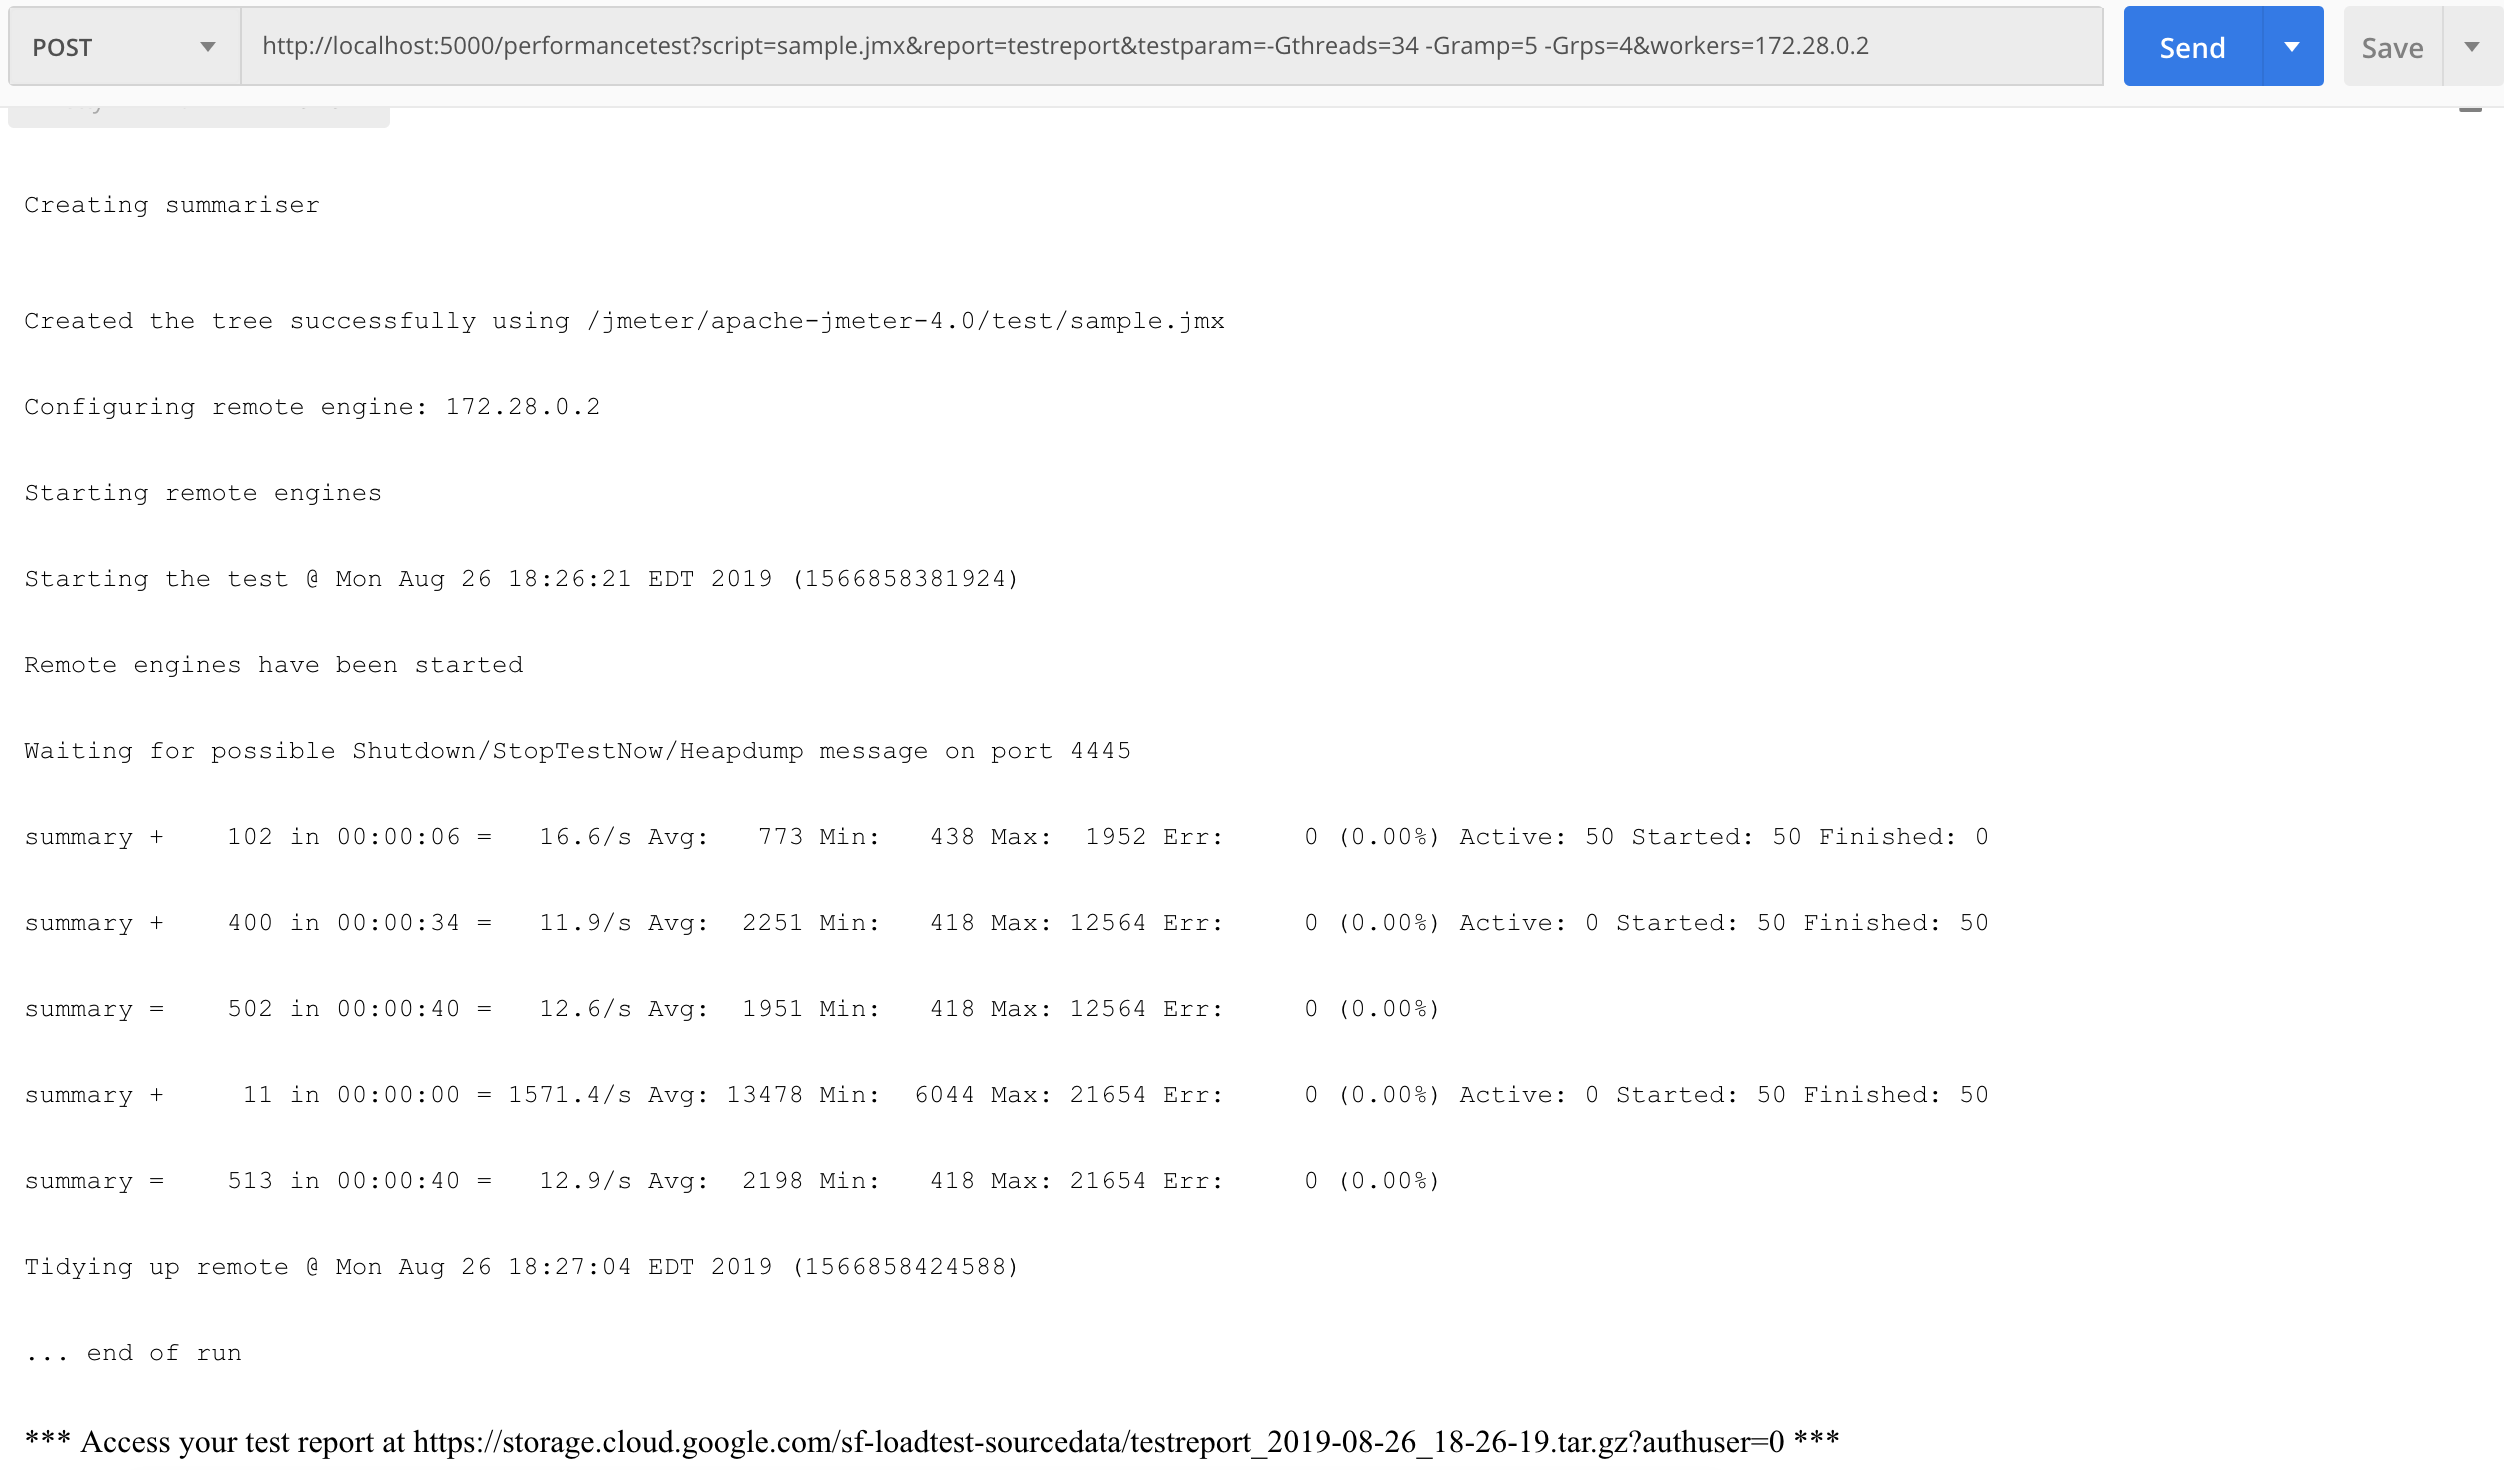 POST http://localhost:5000/performancetest?script=sample.jmx&report=testreport&testparam=-Gthreads=34 -Gramp=5 -Grps=4&workers=172.28.0.2 Send Save
Creating summariser
Created the tree successfully using /jmeter/apache-jmeter-4.0/test/sample.jmx
Configuring remote engine: 172.28.0.2
Starting remote engines
Starting the test @ Mon Aug 26 18:26:21 EDT 2019 (1566858381924)
Remote engines have been started
Waiting for possible Shutdown/StopTestNow/Heapdump message on port 4445
summary +    102 in 00:00:06 =   16.6/s Avg:   773 Min:   438 Max:  1952 Err:     0 (0.00%) Active: 50 Started: 50 Finished: 0
summary +    400 in 00:00:34 =   11.9/s Avg:  2251 Min:   418 Max: 12564 Err:     0 (0.00%) Active: 0 Started: 50 Finished: 50
summary =    502 in 00:00:40 =   12.6/s Avg:  1951 Min:   418 Max: 12564 Err:     0 (0.00%)
summary +     11 in 00:00:00 = 1571.4/s Avg: 13478 Min:  6044 Max: 21654 Err:     0 (0.00%) Active: 0 Started: 50 Finished: 50
summary =    513 in 00:00:40 =   12.9/s Avg:  2198 Min:   418 Max: 21654 Err:     0 (0.00%)
Tidying up remote @ Mon Aug 26 18:27:04 EDT 2019 (1566858424588)
... end of run
*** Access your test report at https://storage.cloud.google.com/sf-loadtest-sourcedata/testreport_2019-08-26_18-26-19.tar.gz?authuser=0 ***